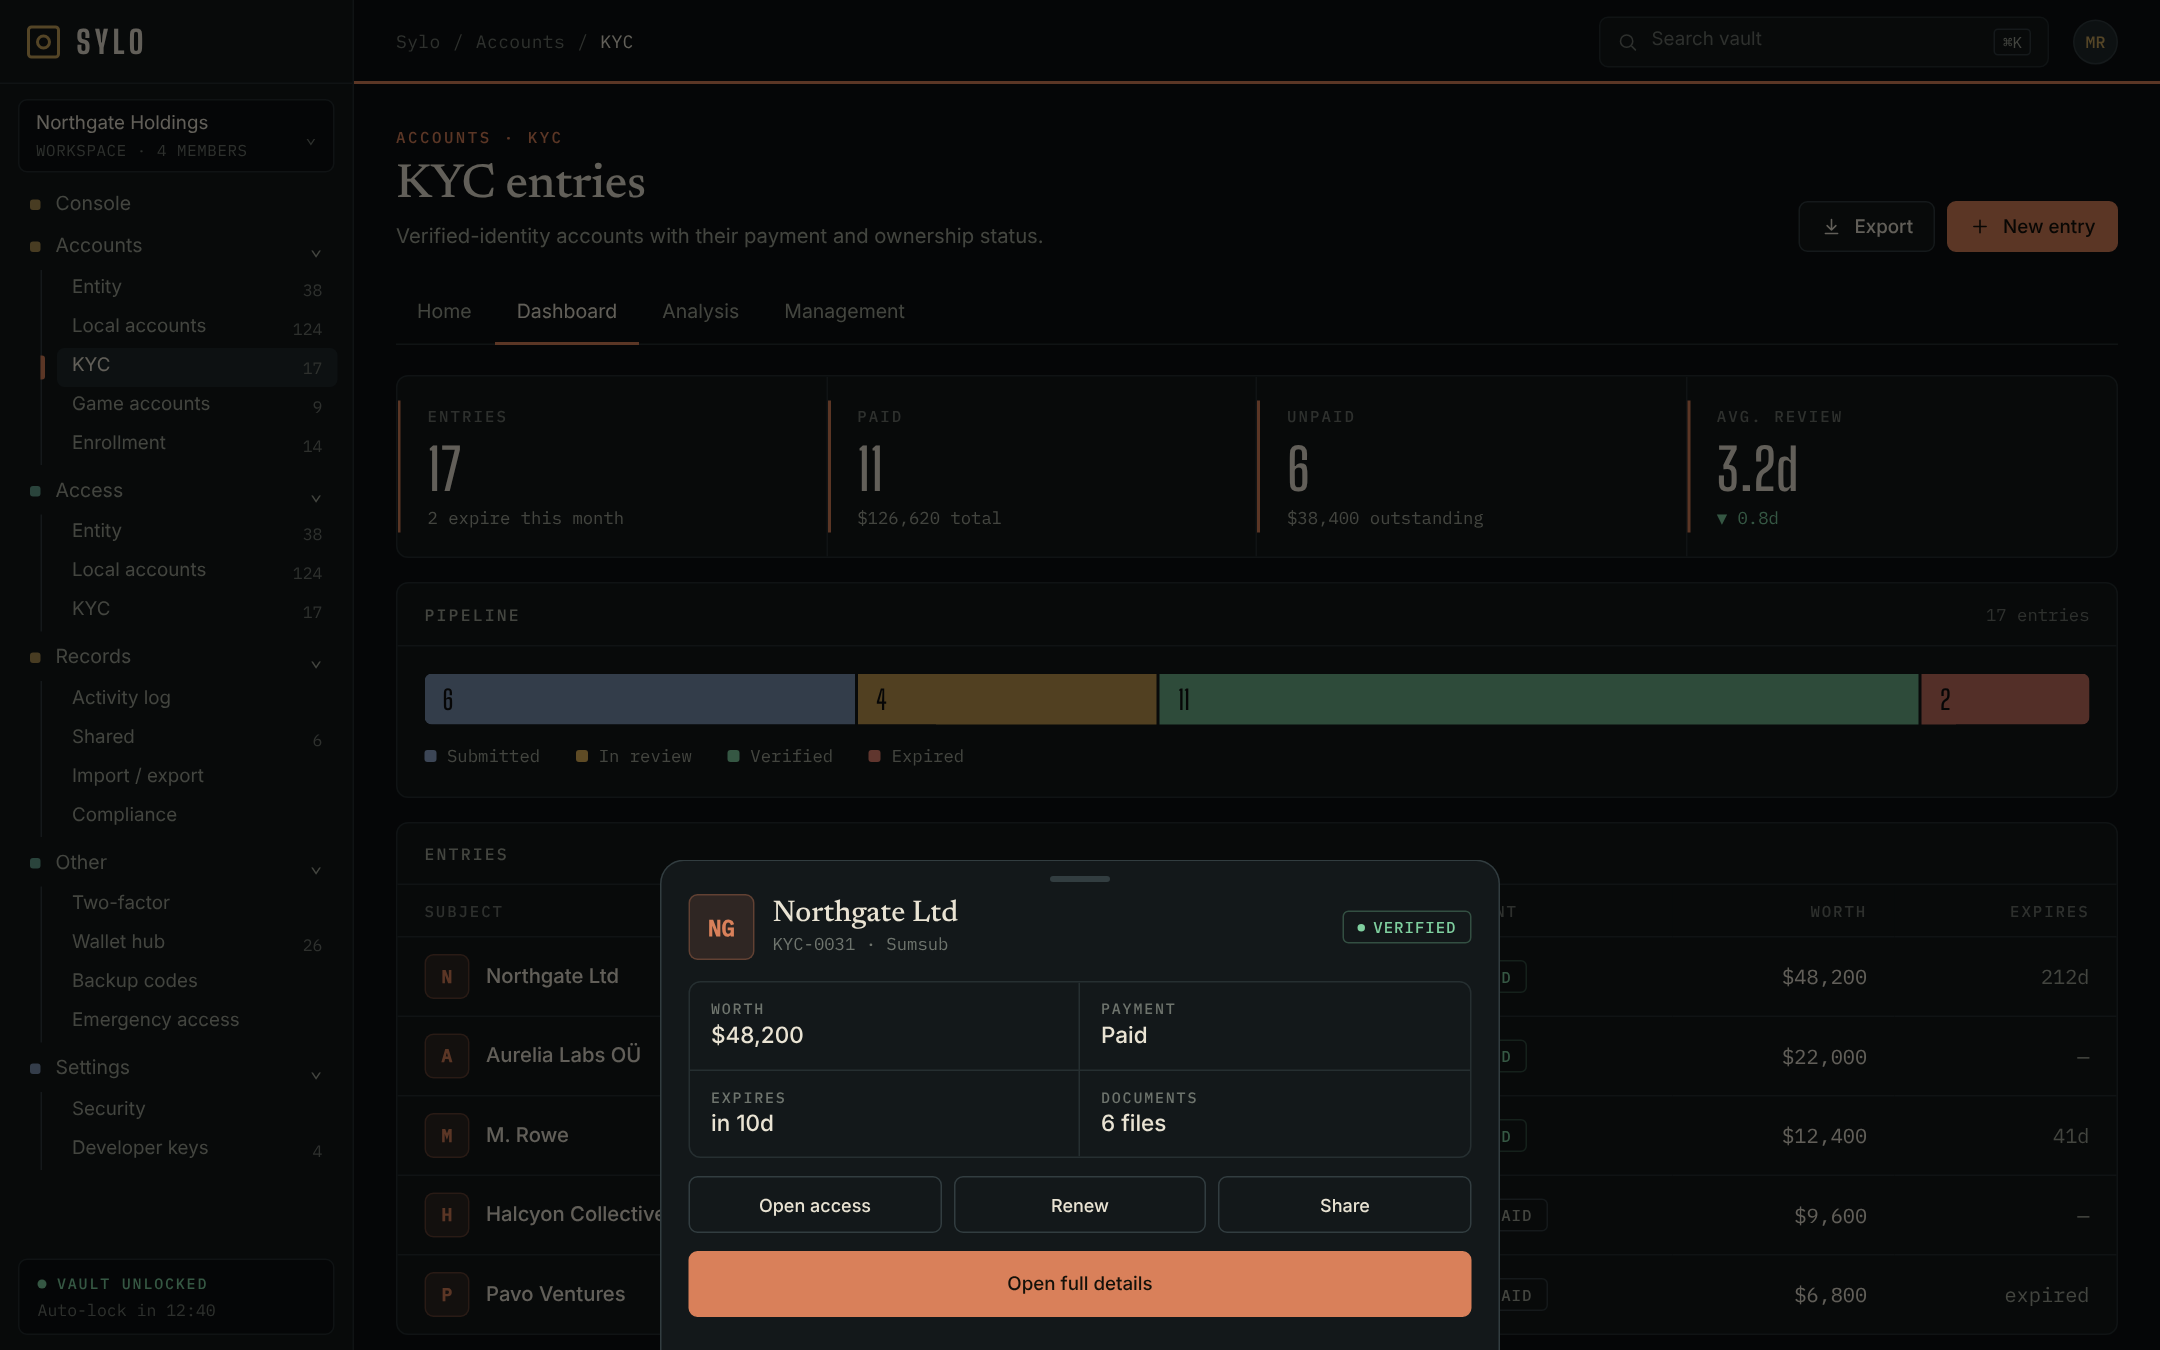 SYLO
Sylo / Accounts / KYC
Search vault
⌘K
MR
Northgate Holdings
WORKSPACE · 4 MEMBERS
Console
Accounts
Entity 38
Local accounts 124
KYC 17
Game accounts 9
Enrollment 14
Access
Entity 38
Local accounts 124
KYC 17
Records
Activity log
Shared 6
Import / export
Compliance
Other
Two-factor
Wallet hub 26
Backup codes
Emergency access
Settings
Security
Developer keys 4
VAULT UNLOCKED
Auto-lock in 12:40
ACCOUNTS · KYC
KYC entries
Verified-identity accounts with their payment and ownership status.
Export
+ New entry
Home Dashboard Analysis Management
ENTRIES
17
2 expire this month
PAID
11
$126,620 total
UNPAID
6
$38,400 outstanding
AVG. REVIEW
3.2d
▼ 0.8d
PIPELINE
17 entries
6 4 11 2
Submitted In review Verified Expired
ENTRIES
SUBJECT WORTH EXPIRES
N Northgate Ltd $48,200 212d
A Aurelia Labs OÜ $22,000 —
M M. Rowe $12,400 41d
H Halcyon Collective $9,600 —
P Pavo Ventures $6,800 expired
NG
Northgate Ltd
KYC-0031 · Sumsub
VERIFIED
WORTH
$48,200
PAYMENT
Paid
EXPIRES
in 10d
DOCUMENTS
6 files
Open access
Renew
Share
Open full details